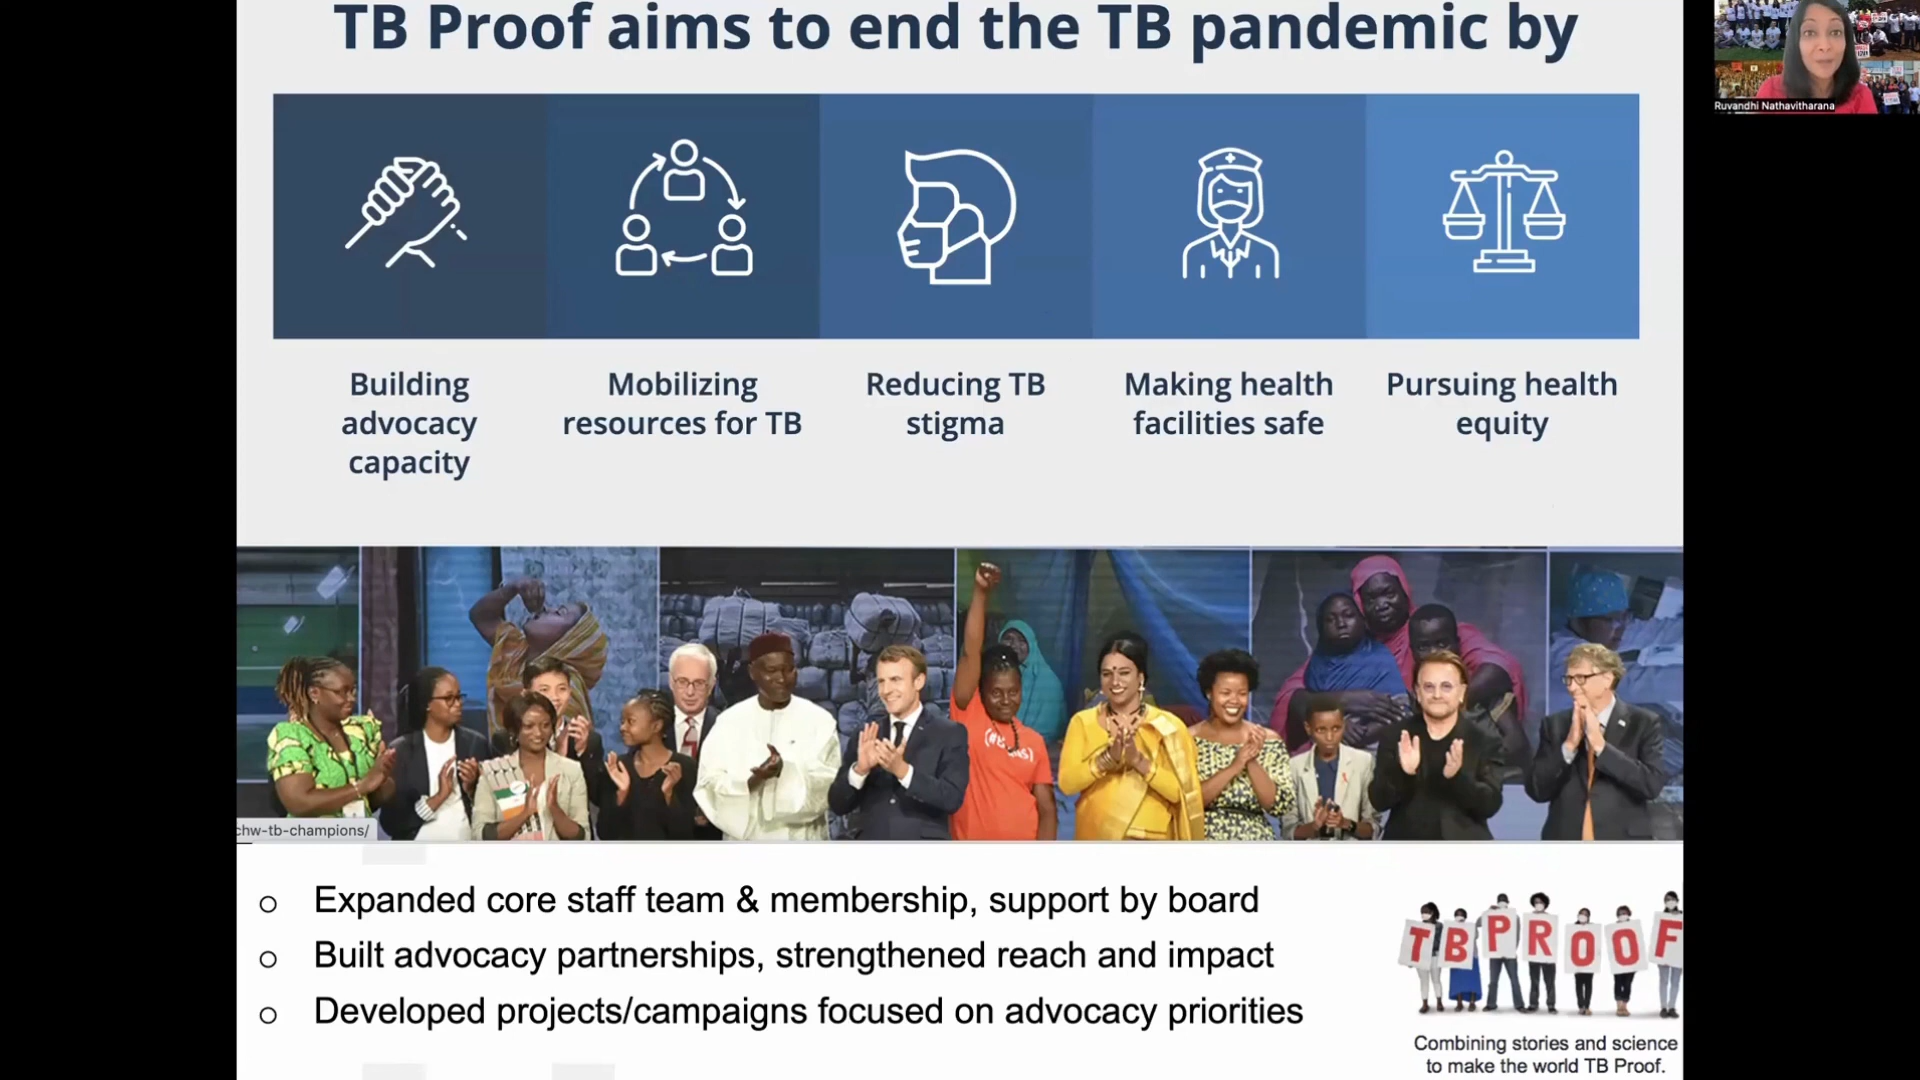 TB Proof aims to end the TB pandemic by
Ruvandhi Nathavitharana
Building
advocacy
capacity
Mobilizing
resources for TB
Reducing TB
stigma
Making health
facilities safe
Pursuing health
equity
chw-tb-champions/
Expanded core staff team & membership, support by board
Built advocacy partnerships, strengthened reach and impact
Developed projects/campaigns focused on advocacy priorities
TBPROOF
Combining stories and science
to make the world TB Proof.